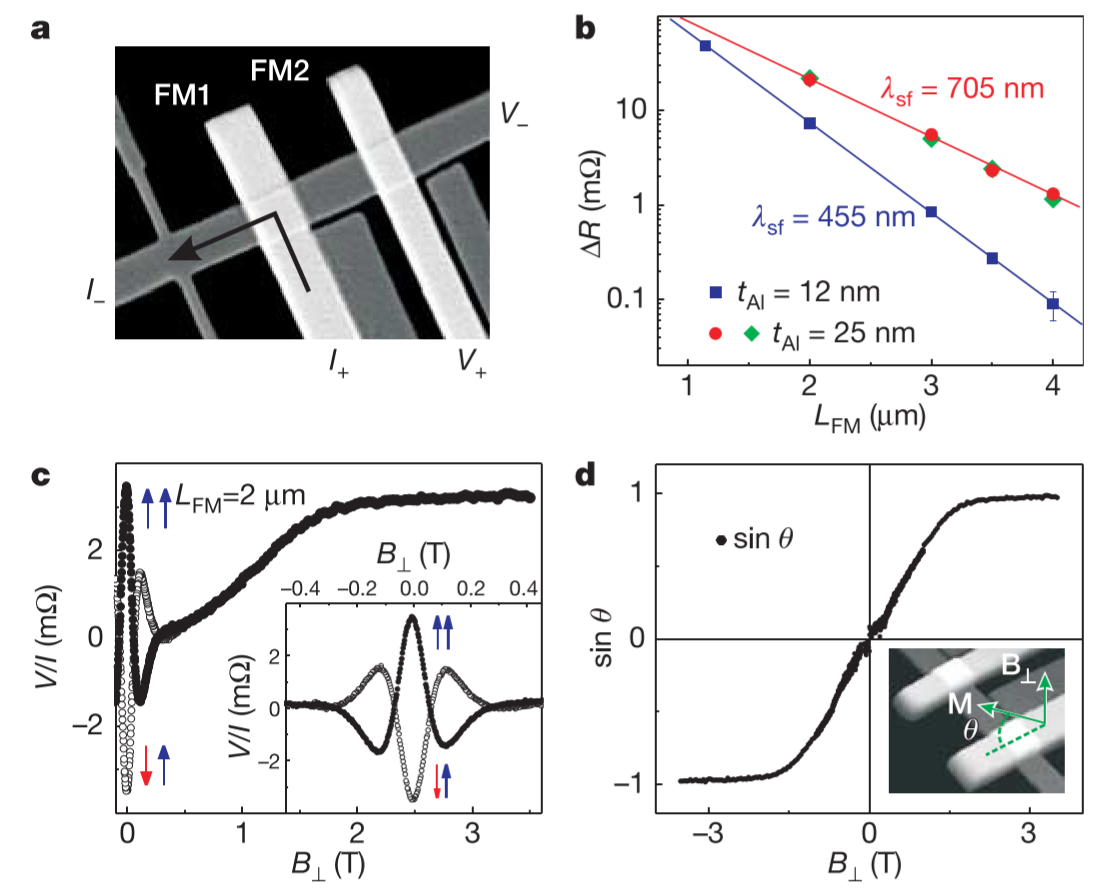 a
FM1
FM2
V₋
I₋
I₊
V₊
b
ΔR (mΩ)
10
1
0.1
λsf = 705 nm
λsf = 455 nm
tAl = 12 nm
tAl = 25 nm
1 2 3 4
LFM (μm)
c
LFM=2 μm
V/I (mΩ)
2
0
−2
0 1 2 3
B⊥ (T)
B⊥ (T)
−0.4 −0.2 0.0 0.2 0.4
V/I (mΩ)
2
0
−2
d
sin θ
sin θ
1
0
−1
−3 0 3
B⊥ (T)
B⊥
M
θ